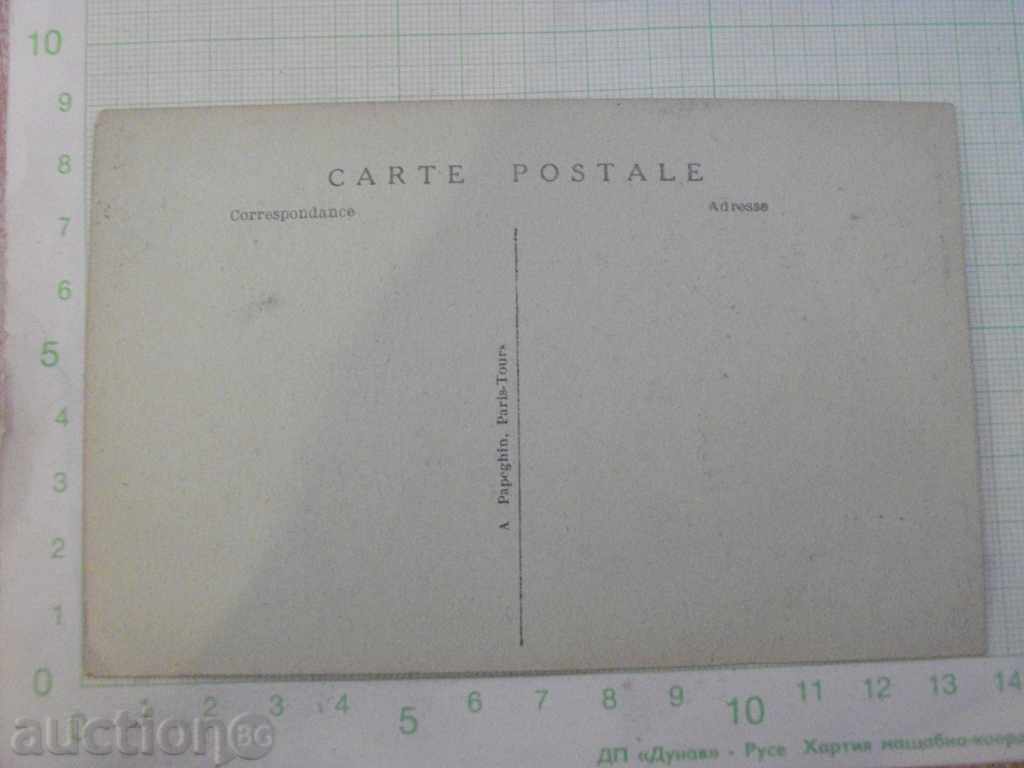 10
9
8
7
6
5
4
3
2
1
0
CARTE POSTALE
Correspondance
Adresse
A Papeghin, Paris-Tours
0 1 2 3 4 5 6 7 8 9 10 11 12 13 14
auction BG
ДП «Дунав» - Русе Хартия мащабно-коорд